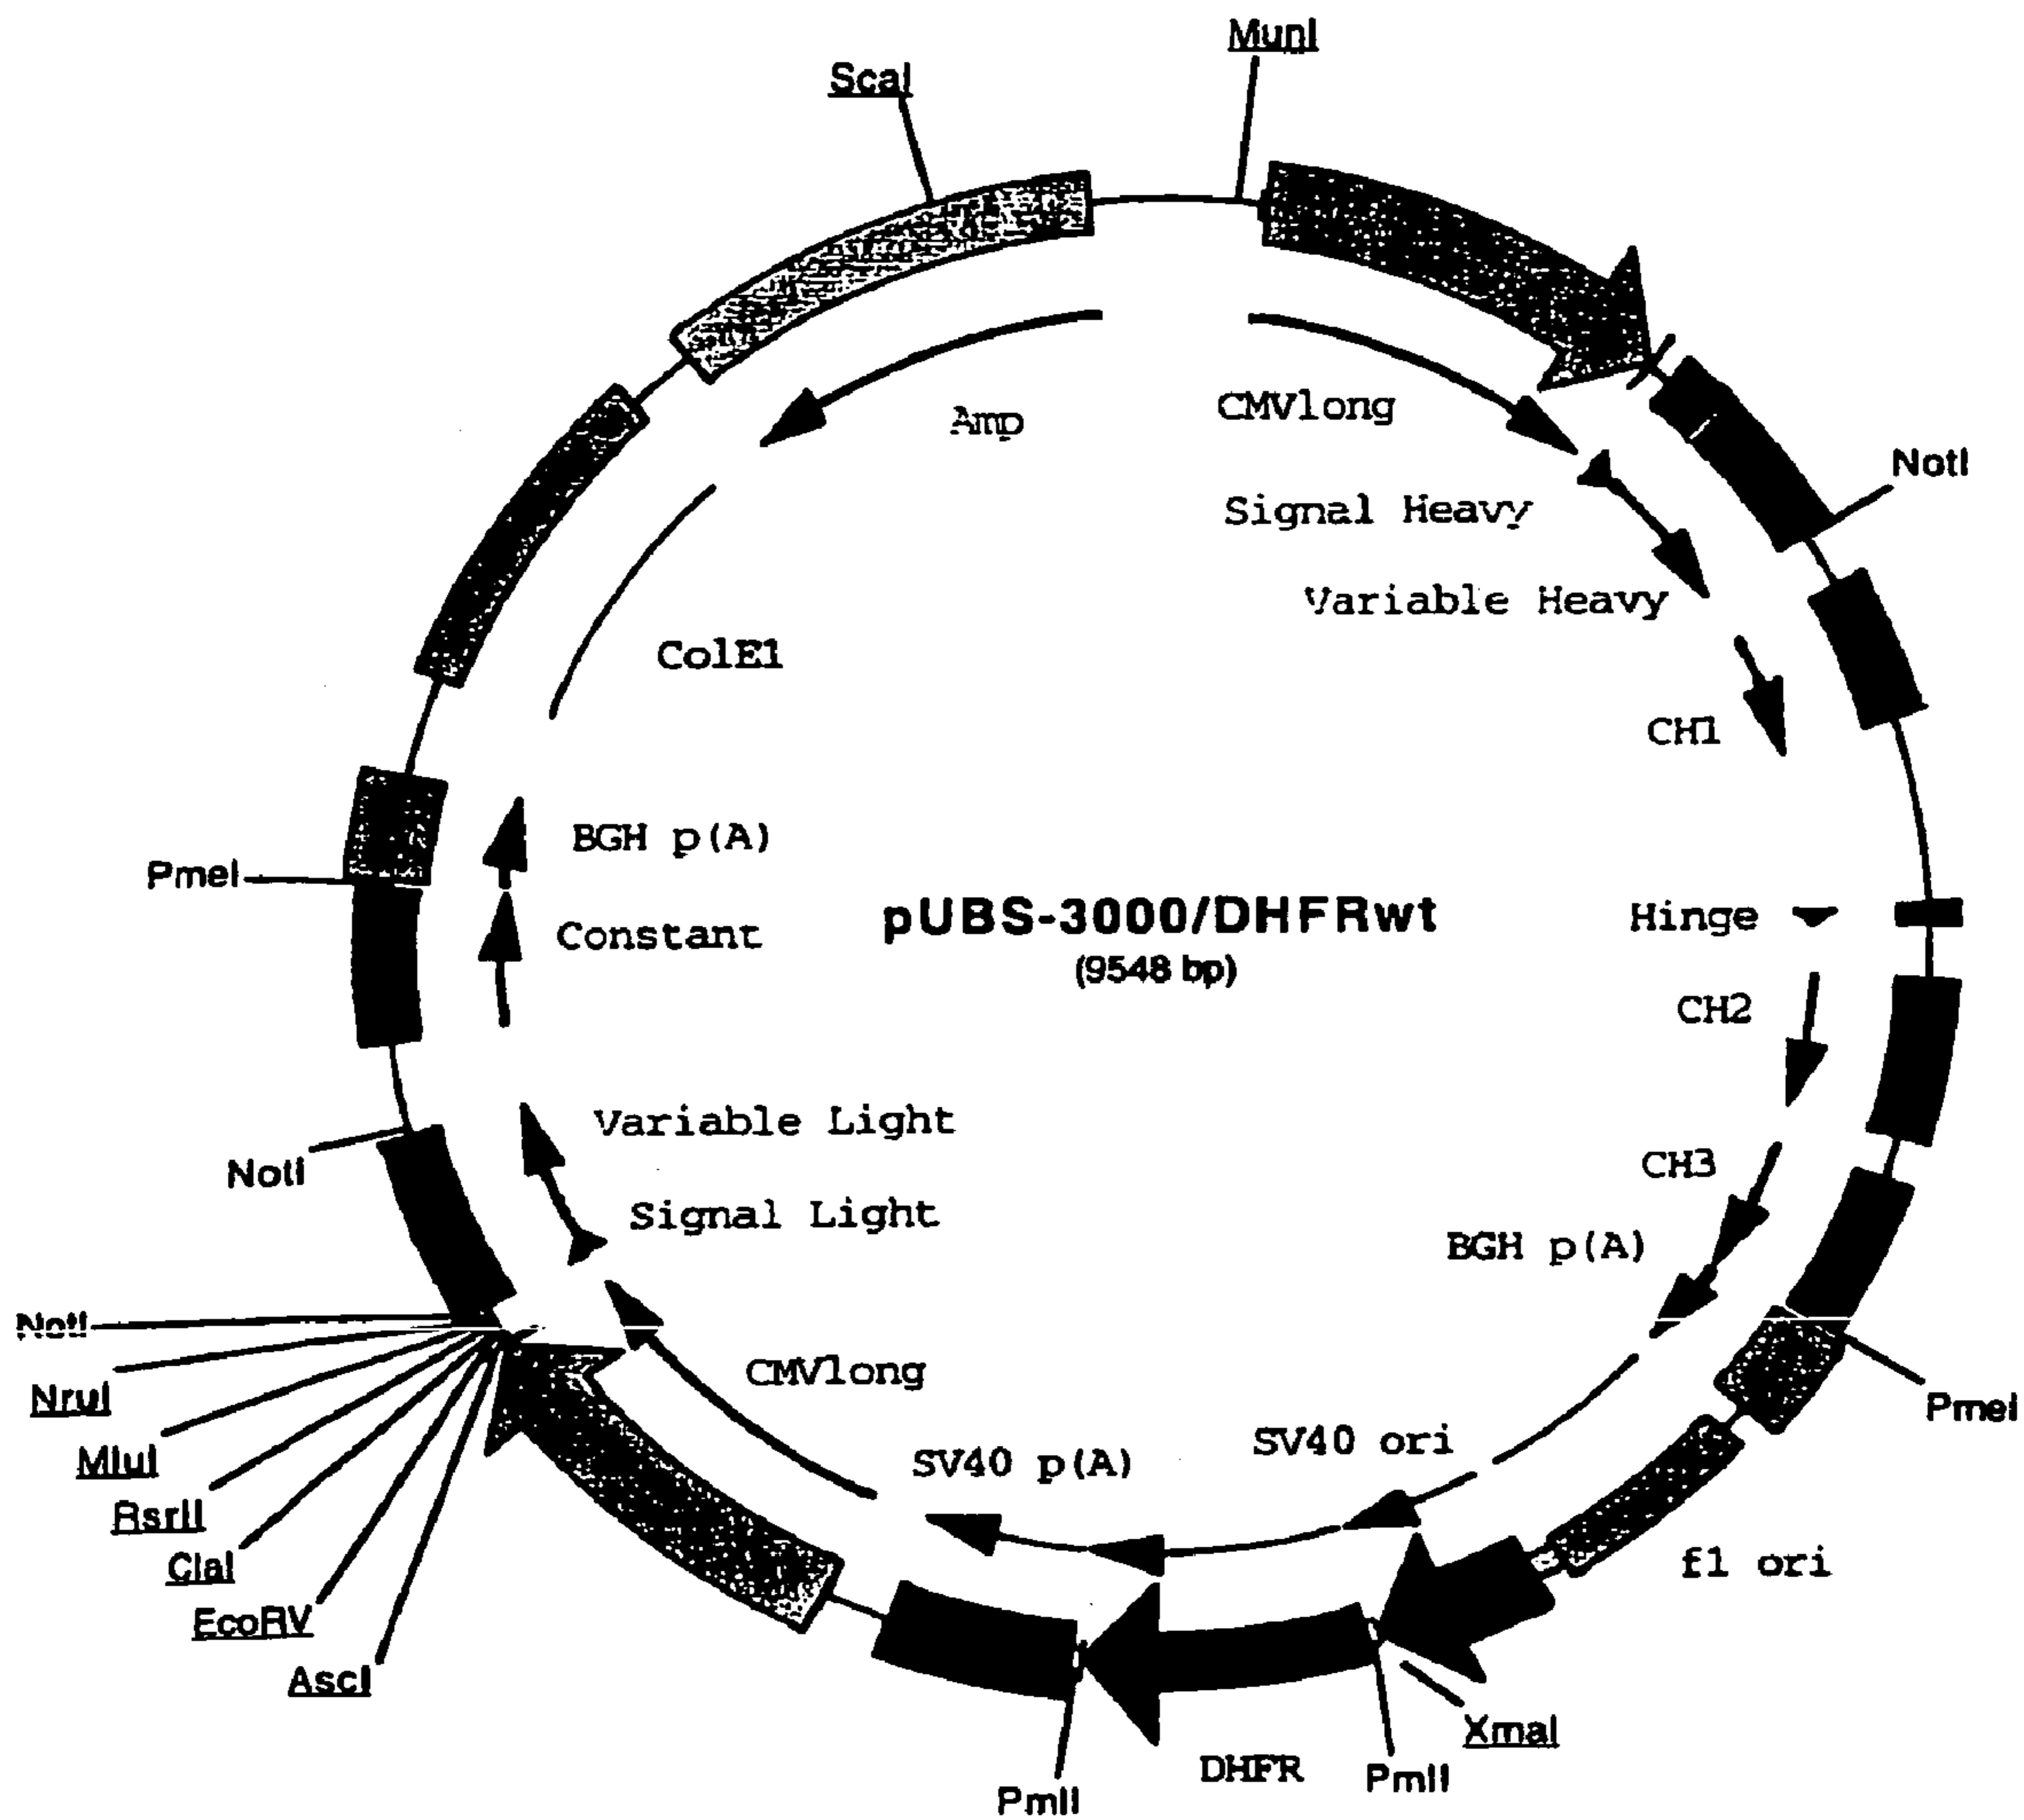 MunI
ScaI
NotI
Amp
CMVlong
Signal Heavy
Variable Heavy
ColE1
CH1
BGH p(A)
PmeI
pUBS-3000/DHFRwt
(9548 bp)
Hinge
Constant
CH2
Variable Light
CH3
NotI
Signal Light
BGH p(A)
NotI
CMVlong
NruI
PmeI
SV40 ori
SV40 p(A)
MluI
RsrII
f1 ori
ClaI
EcoRV
AscI
XmaI
DHFR
PmlI
PmlI